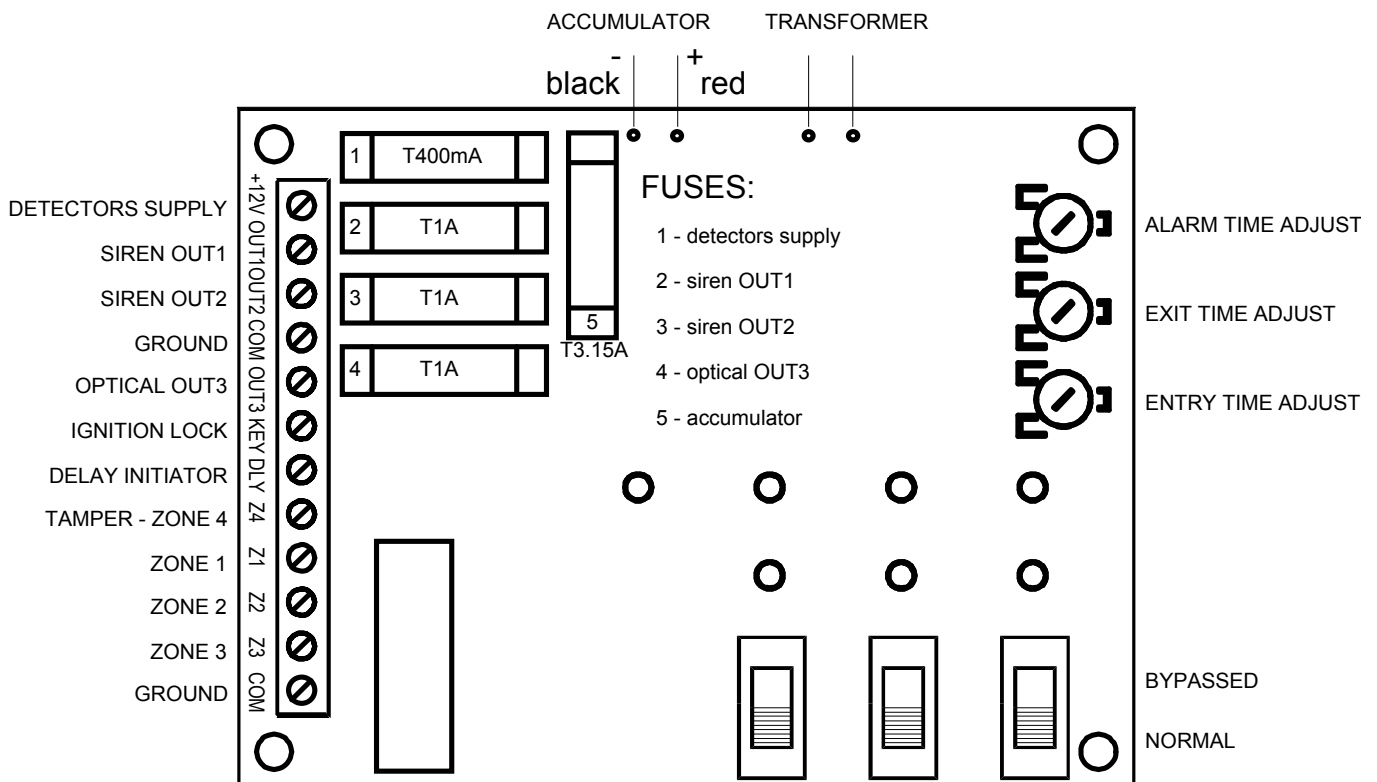 ACCUMULATOR TRANSFORMER
- +
black red
1 T400mA
2 T1A
3 T1A
4 T1A
5
T3.15A
FUSES:
1 - detectors supply
2 - siren OUT1
3 - siren OUT2
4 - optical OUT3
5 - accumulator
DETECTORS SUPPLY +12V
SIREN OUT1 OUT1
SIREN OUT2 OUT2
GROUND COM
OPTICAL OUT3 OUT3
IGNITION LOCK KEY
DELAY INITIATOR DLY
TAMPER - ZONE 4 Z4
ZONE 1 Z1
ZONE 2 Z2
ZONE 3 Z3
GROUND COM
ALARM TIME ADJUST
EXIT TIME ADJUST
ENTRY TIME ADJUST
BYPASSED
NORMAL